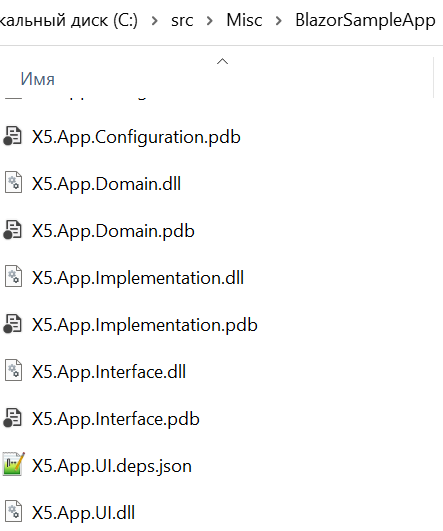 кальный диск (C:) > src > Misc > BlazorSampleApp
Имя
X5.App.Configuration.pdb
X5.App.Domain.dll
X5.App.Domain.pdb
X5.App.Implementation.dll
X5.App.Implementation.pdb
X5.App.Interface.dll
X5.App.Interface.pdb
X5.App.UI.deps.json
X5.App.UI.dll